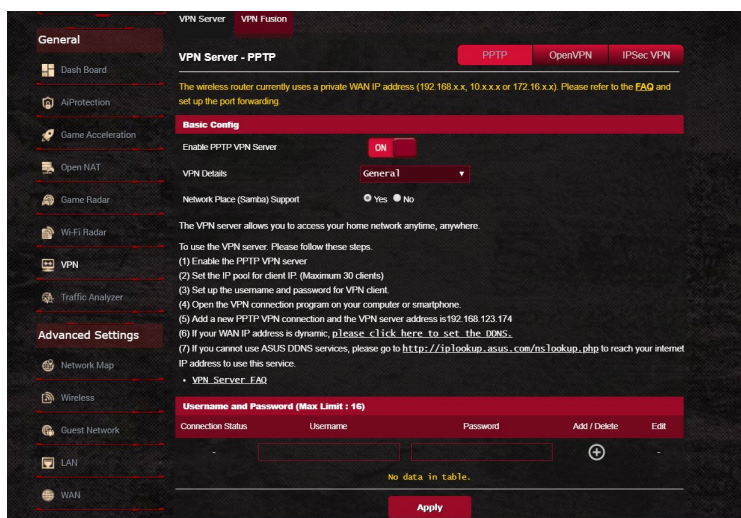 VPN Server VPN Fusion
General
Dash Board
AiProtection
Game Acceleration
Open NAT
Game Radar
Wi-Fi Radar
VPN
Traffic Analyzer
Advanced Settings
Network Map
Wireless
Guest Network
LAN
WAN
VPN Server - PPTP
PPTP OpenVPN IPSec VPN
The wireless router currently uses a private WAN IP address (192.168.x.x, 10.x.x.x or 172.16.x.x). Please refer to the FAQ and
set up the port forwarding.
Basic Config
Enable PPTP VPN Server ON
VPN Details General
Network Place (Samba) Support Yes No
The VPN server allows you to access your home network anytime, anywhere.
To use the VPN server. Please follow these steps.
(1) Enable the PPTP VPN server
(2) Set the IP pool for client IP. (Maximum 30 clients)
(3) Set up the username and password for VPN client.
(4) Open the VPN connection program on your computer or smartphone.
(5) Add a new PPTP VPN connection and the VPN server address is192.168.123.174
(6) If your WAN IP address is dynamic, please click here to set the DDNS.
(7) If you cannot use ASUS DDNS services, please go to http://iplookup.asus.com/nslookup.php to reach your internet
IP address to use this service.
• VPN Server FAQ
Username and Password (Max Limit : 16)
Connection Status Username Password Add / Delete Edit
- -
No data in table.
Apply